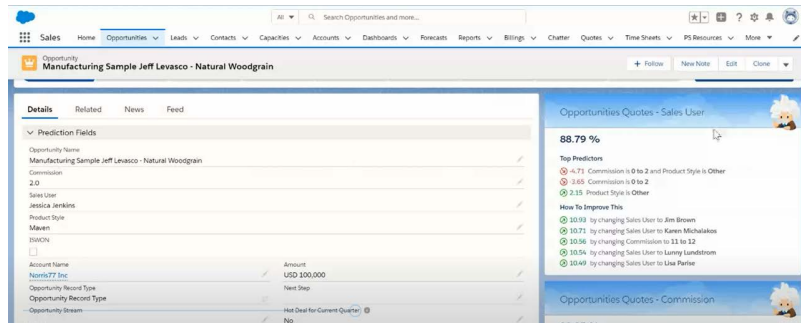 All
Search Opportunities and more...
Sales Home Opportunities Leads Contacts Capacities Accounts Dashboards Forecasts Reports Billings Chatter Quotes Time Sheets PS Resources More
Opportunity
Manufacturing Sample Jeff Levasco - Natural Woodgrain
+ Follow New Note Edit Clone
Details Related News Feed
Prediction Fields
Opportunity Name
Manufacturing Sample Jeff Levasco - Natural Woodgrain
Commission
2.0
Sales User
Jessica Jenkins
Product Style
Maven
ISWON
Account Name
Norris77 Inc
Amount
USD 100,000
Opportunity Record Type
Opportunity Record Type
Next Step
Opportunity Stream
Hot Deal for Current Quarter
No
Opportunities Quotes - Sales User
88.79 %
Top Predictors
-4.71 Commission is 0 to 2 and Product Style is Other
-3.65 Commission is 0 to 2
2.15 Product Style is Other
How To Improve This
10.93 by changing Sales User to Jim Brown
10.71 by changing Sales User to Karen Michalakos
10.56 by changing Commission to 11 to 12
10.54 by changing Sales User to Lunny Lundstrom
10.49 by changing Sales User to Lisa Parise
Opportunities Quotes - Commission